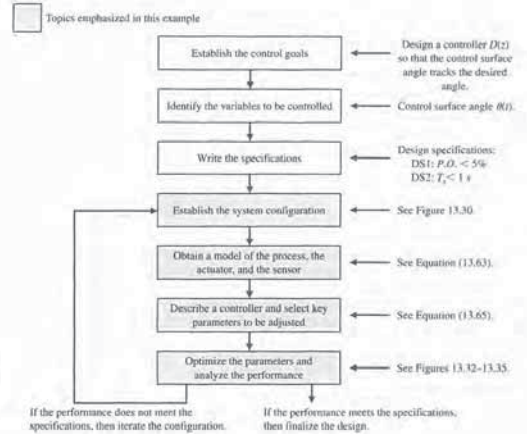 Topics emphasized in this example
Establish the control goals
Design a controller D(z)
so that the control surface
angle tracks the desired
angle.
Identify the variables to be controlled
Control surface angle θ(t).
Write the specifications
Design specifications:
DS1: P.O. < 5%
DS2: Ts < 1 s
Establish the system configuration
See Figure 13.30.
Obtain a model of the process, the
actuator, and the sensor
See Equation (13.63).
Describe a controller and select key
parameters to be adjusted
See Equation (13.65).
Optimize the parameters and
analyze the performance
See Figures 13.32–13.35.
If the performance does not meet the
specifications, then iterate the configuration.
If the performance meets the specifications,
then finalize the design.